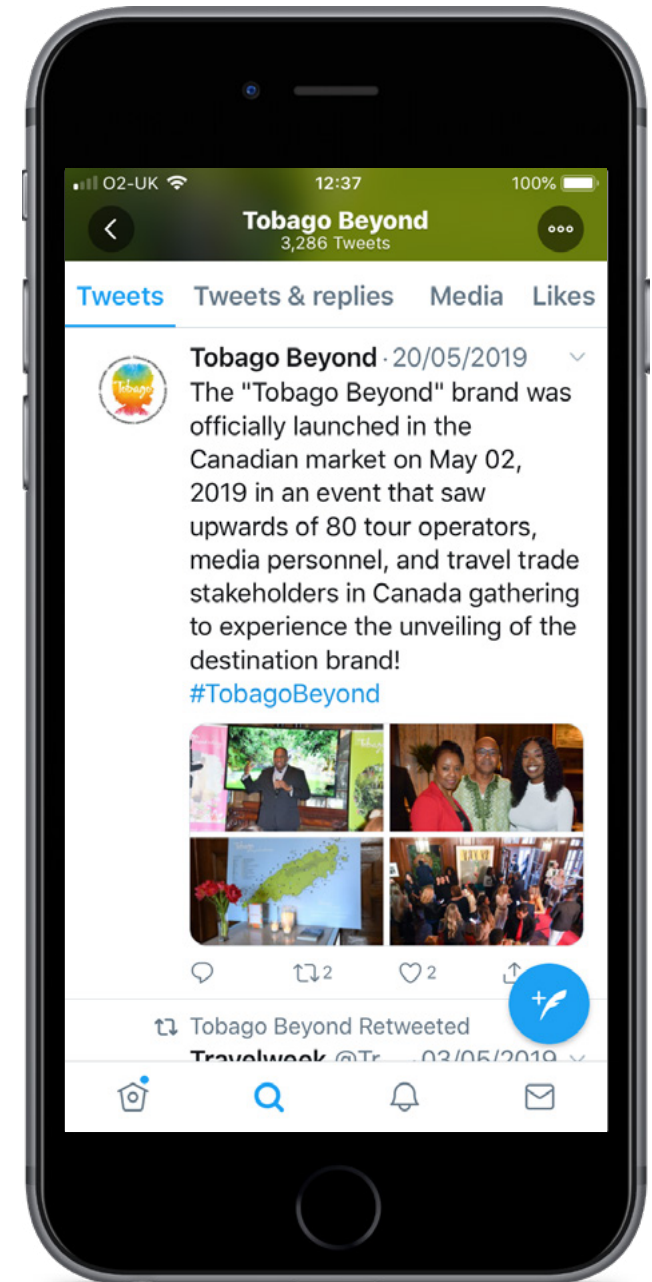 O2-UK
12:37
100%
Tobago Beyond
3,286 Tweets
Tweets
Tweets & replies
Media
Likes
Tobago
Tobago Beyond · 20/05/2019
The "Tobago Beyond" brand was
officially launched in the
Canadian market on May 02,
2019 in an event that saw
upwards of 80 tour operators,
media personnel, and travel trade
stakeholders in Canada gathering
to experience the unveiling of the
destination brand!
#TobagoBeyond
2
2
Tobago Beyond Retweeted
Travelweek @Tr... · 03/05/2019